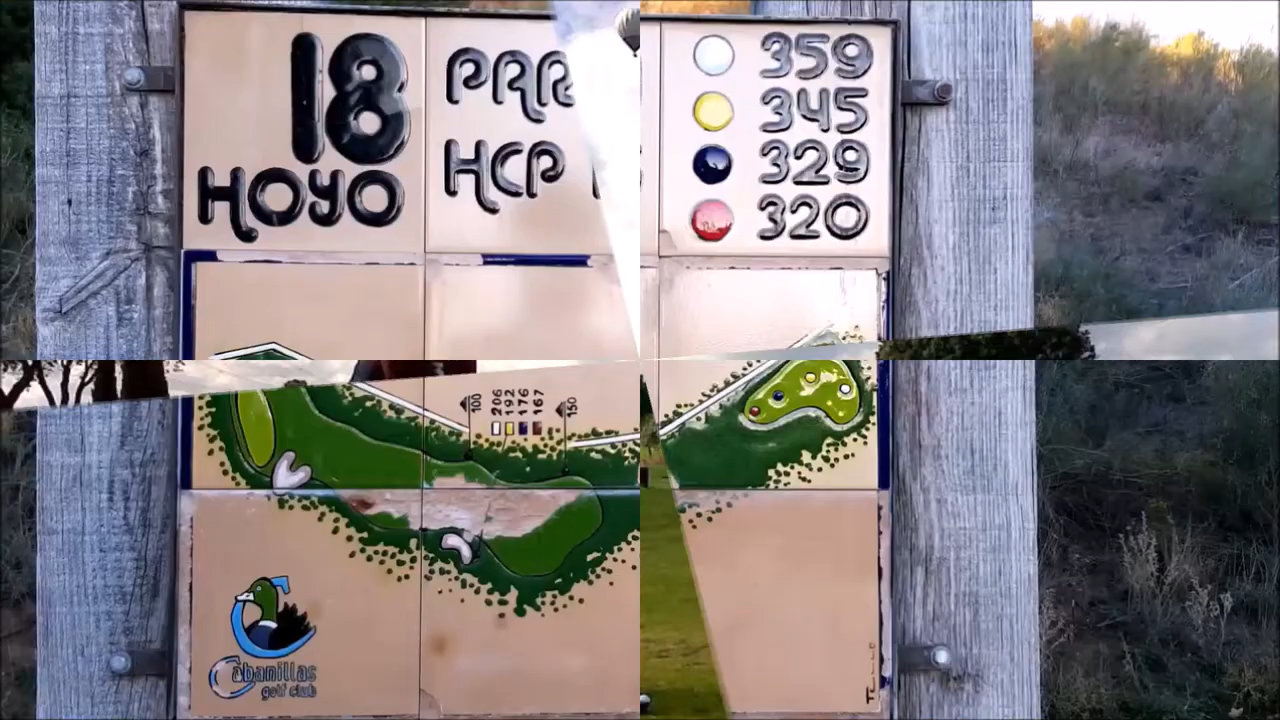 18
HOYO
PAR
HCP
359
345
329
320
100
206
192
176
167
150
Cabanillas
golf club